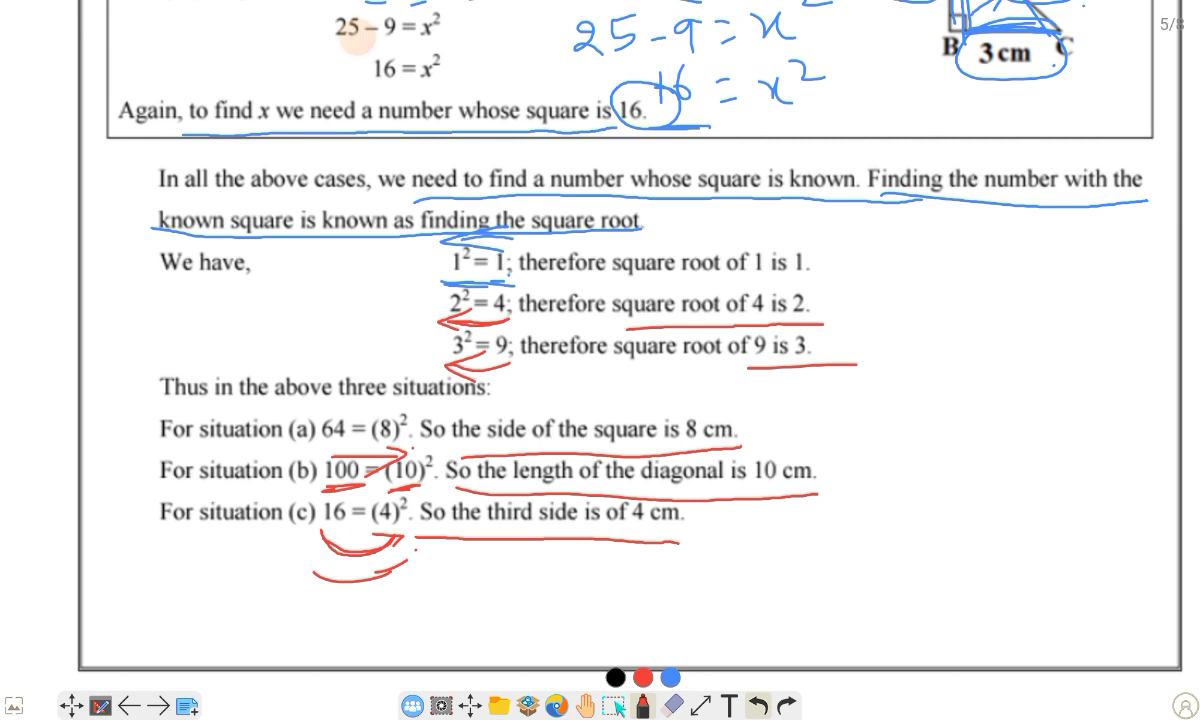 25 – 9 = x²
25 – 9 = x
B 3 cm C
5/8
16 = x²
16 = x²
Again, to find x we need a number whose square is 16.
In all the above cases, we need to find a number whose square is known. Finding the number with the
known square is known as finding the square root.
We have, 1² = 1; therefore square root of 1 is 1.
2² = 4; therefore square root of 4 is 2.
3² = 9; therefore square root of 9 is 3.
Thus in the above three situations:
For situation (a) 64 = (8)². So the side of the square is 8 cm.
For situation (b) 100 = (10)². So the length of the diagonal is 10 cm.
For situation (c) 16 = (4)². So the third side is of 4 cm.